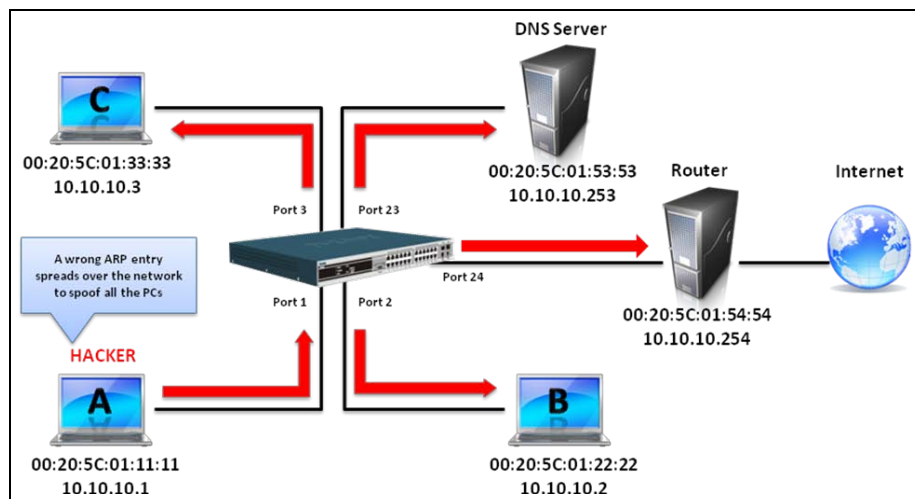 DNS Server
C
00:20:5C:01:33:33
10.10.10.3
00:20:5C:01:53:53
10.10.10.253
Router
Internet
Port 3
Port 23
A wrong ARP entry
spreads over the network
to spoof all the PCs
Port 24
Port 1
Port 2
00:20:5C:01:54:54
10.10.10.254
HACKER
A
B
00:20:5C:01:11:11
10.10.10.1
00:20:5C:01:22:22
10.10.10.2